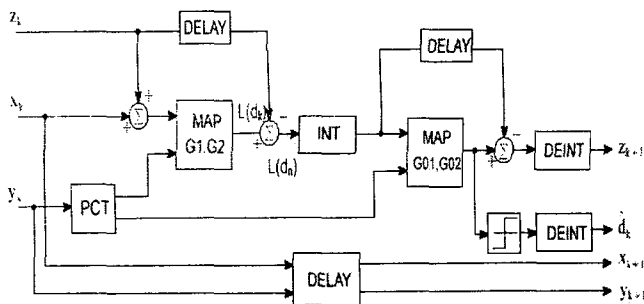 z_k
DELAY
DELAY
x_k
+
+
Σ
MAP
G1.G2
L(d_k)
−
Σ
+
L(d_n)
INT
MAP
G01,G02
−
Σ
+
DEINT
z_{k+1}
y_k
PCT
DEINT
d̂_k
DELAY
x_{k+1}
y_{k+1}